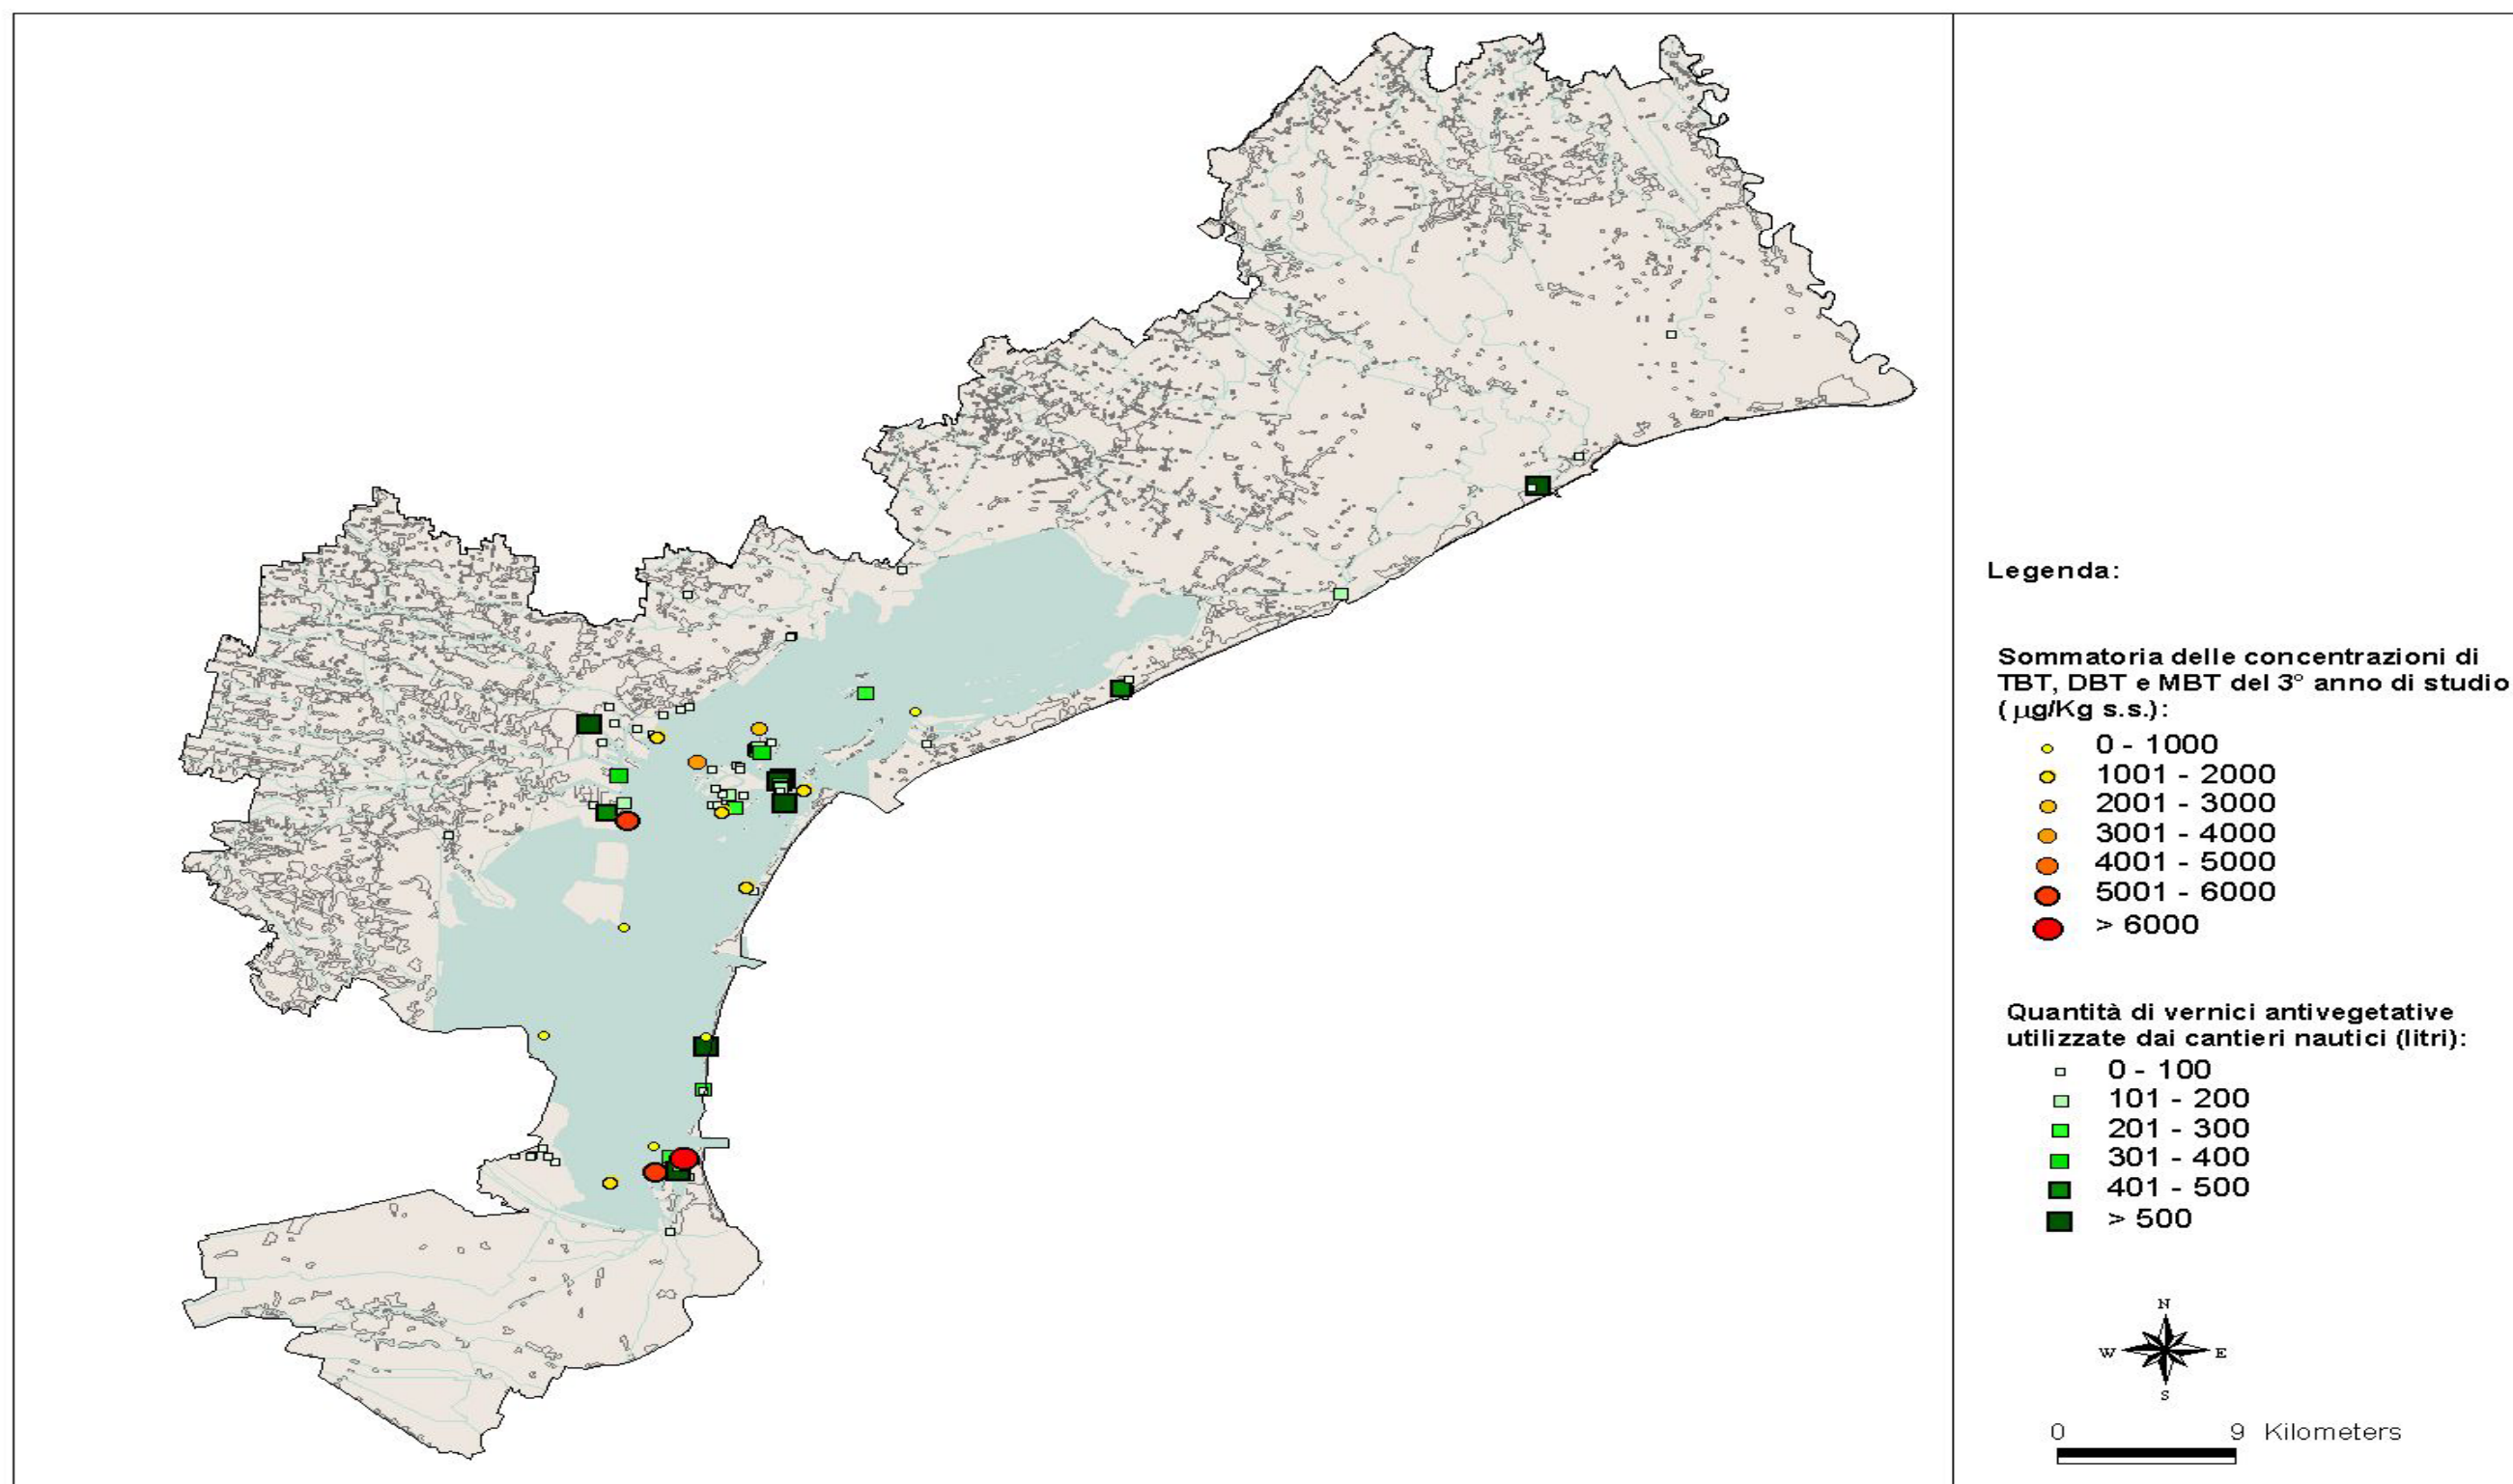 Legenda:
Sommatoria delle concentrazioni di
TBT, DBT e MBT del 3° anno di studio
( µg/Kg s.s.):
0 - 1000
1001 - 2000
2001 - 3000
3001 - 4000
4001 - 5000
5001 - 6000
> 6000
Quantità di vernici antivegetative
utilizzate dai cantieri nautici (litri):
0 - 100
101 - 200
201 - 300
301 - 400
401 - 500
> 500
N
W E
S
0 9 Kilometers